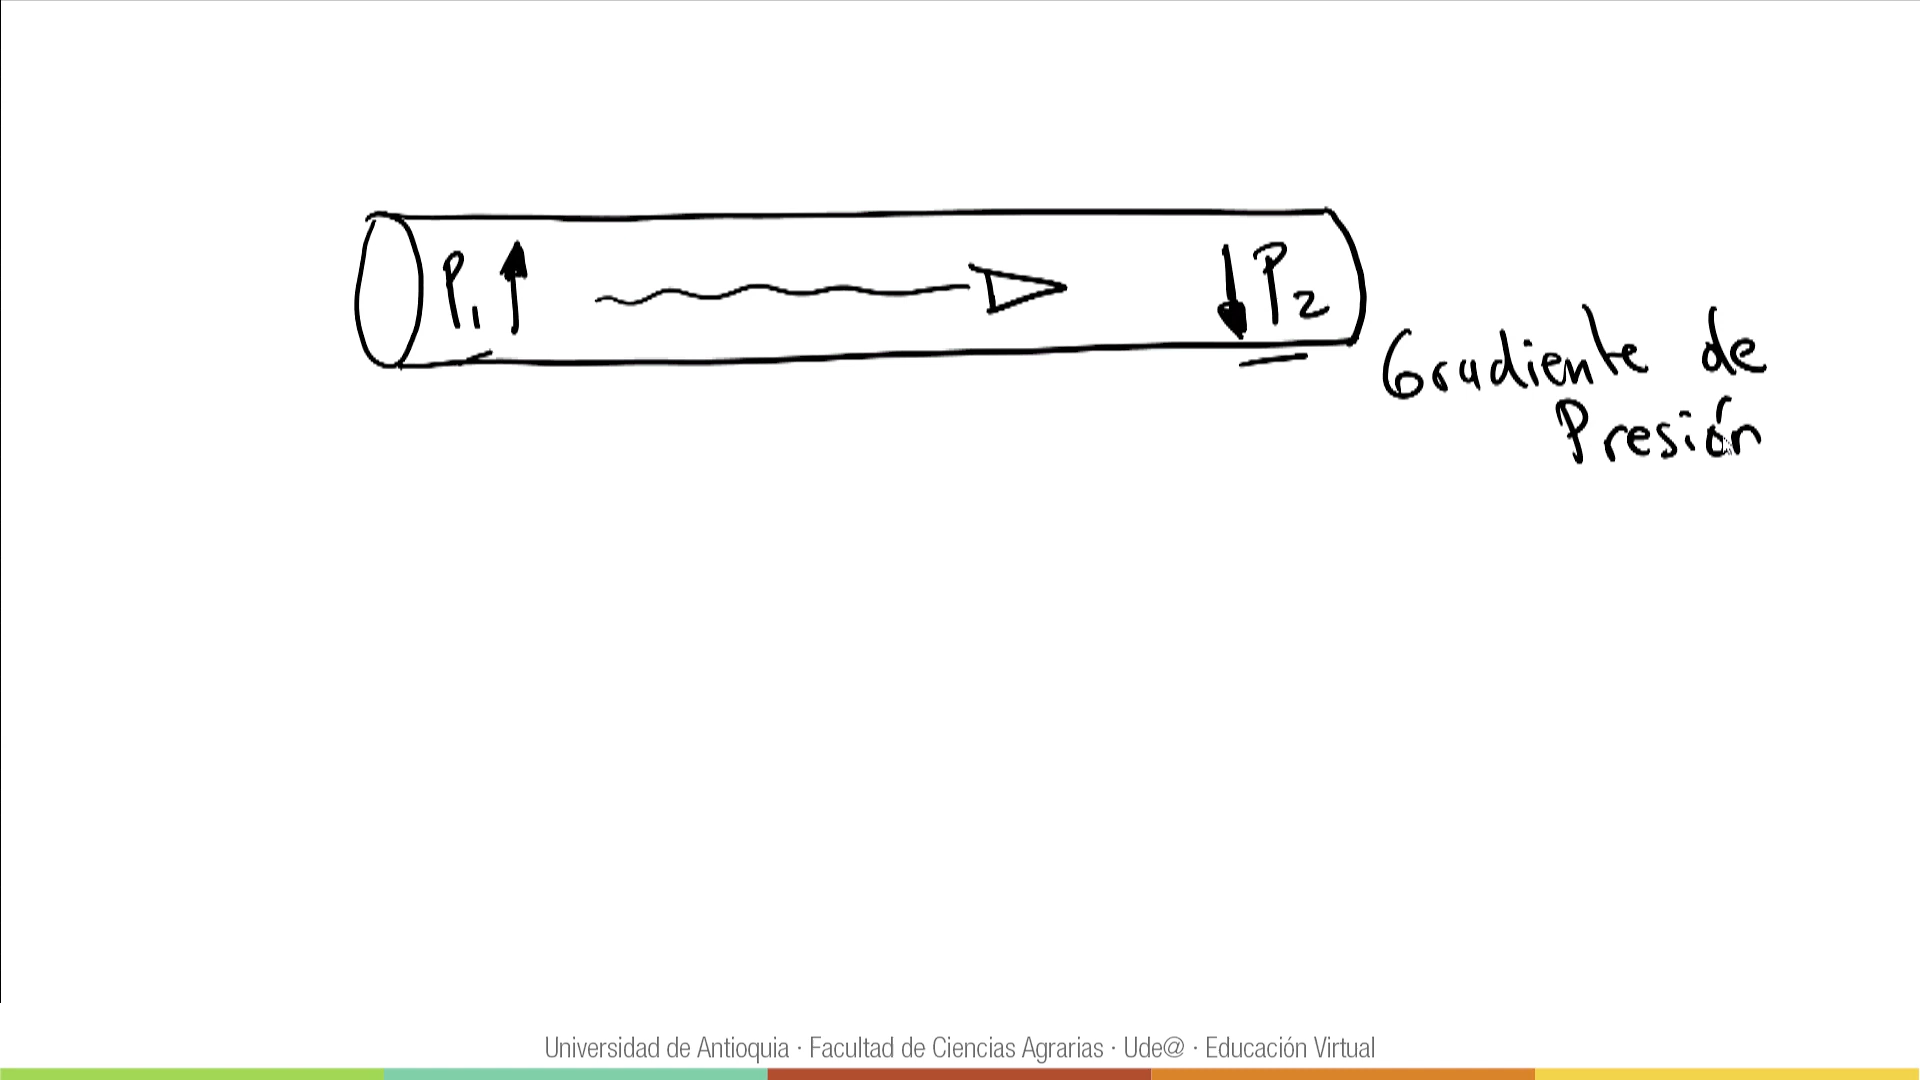 P1
P2
Gradiente de
Presión
Universidad de Antioquia · Facultad de Ciencias Agrarias · Ude@ · Educación Virtual